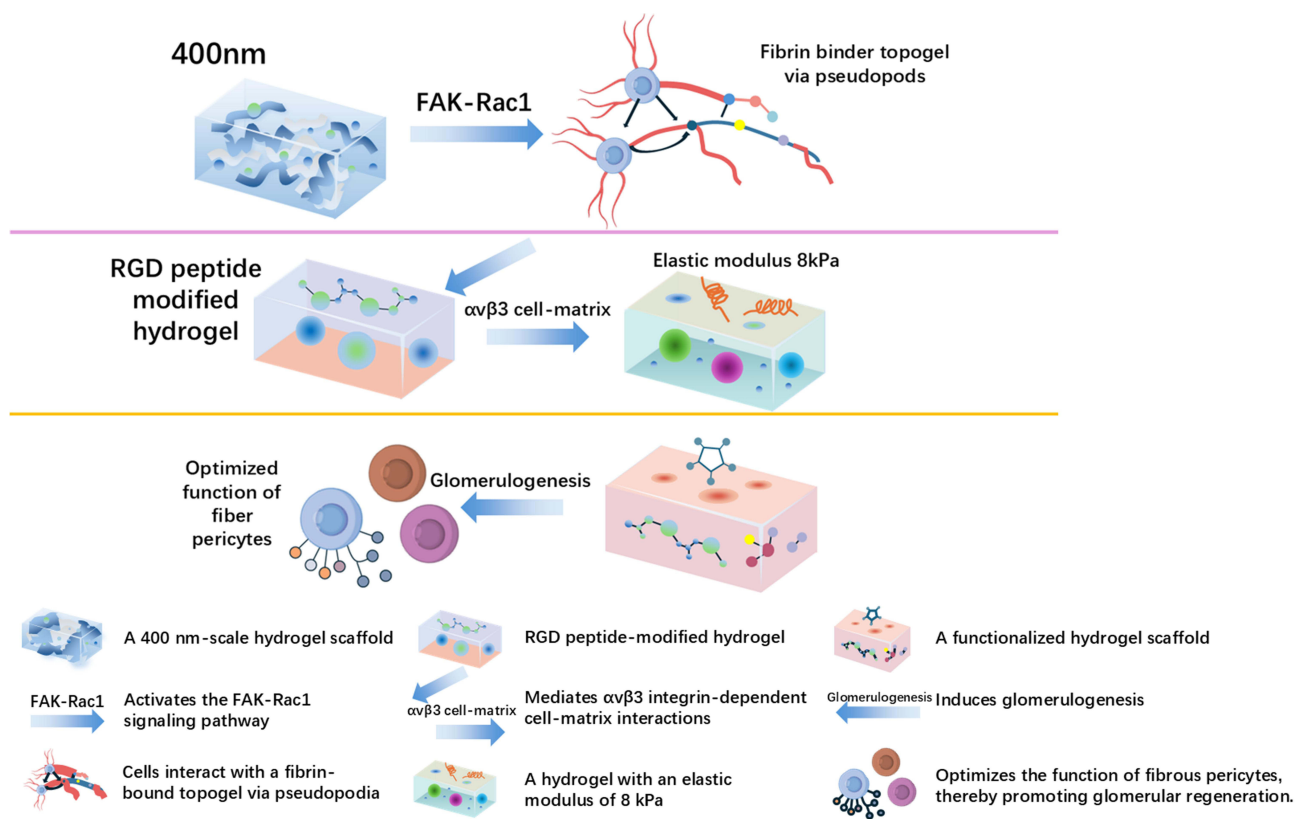 400nm
FAK-Rac1
Fibrin binder topogel
via pseudopods
RGD peptide
modified
hydrogel
αvβ3 cell-matrix
Elastic modulus 8kPa
Optimized
function of
fiber
pericytes
Glomerulogenesis
A 400 nm-scale hydrogel scaffold
RGD peptide-modified hydrogel
A functionalized hydrogel scaffold
FAK-Rac1
Activates the FAK-Rac1
signaling pathway
αvβ3 cell-matrix
Mediates αvβ3 integrin-dependent
cell-matrix interactions
Glomerulogenesis
Induces glomerulogenesis
Cells interact with a fibrin-
bound topogel via pseudopodia
A hydrogel with an elastic
modulus of 8 kPa
Optimizes the function of fibrous pericytes,
thereby promoting glomerular regeneration.